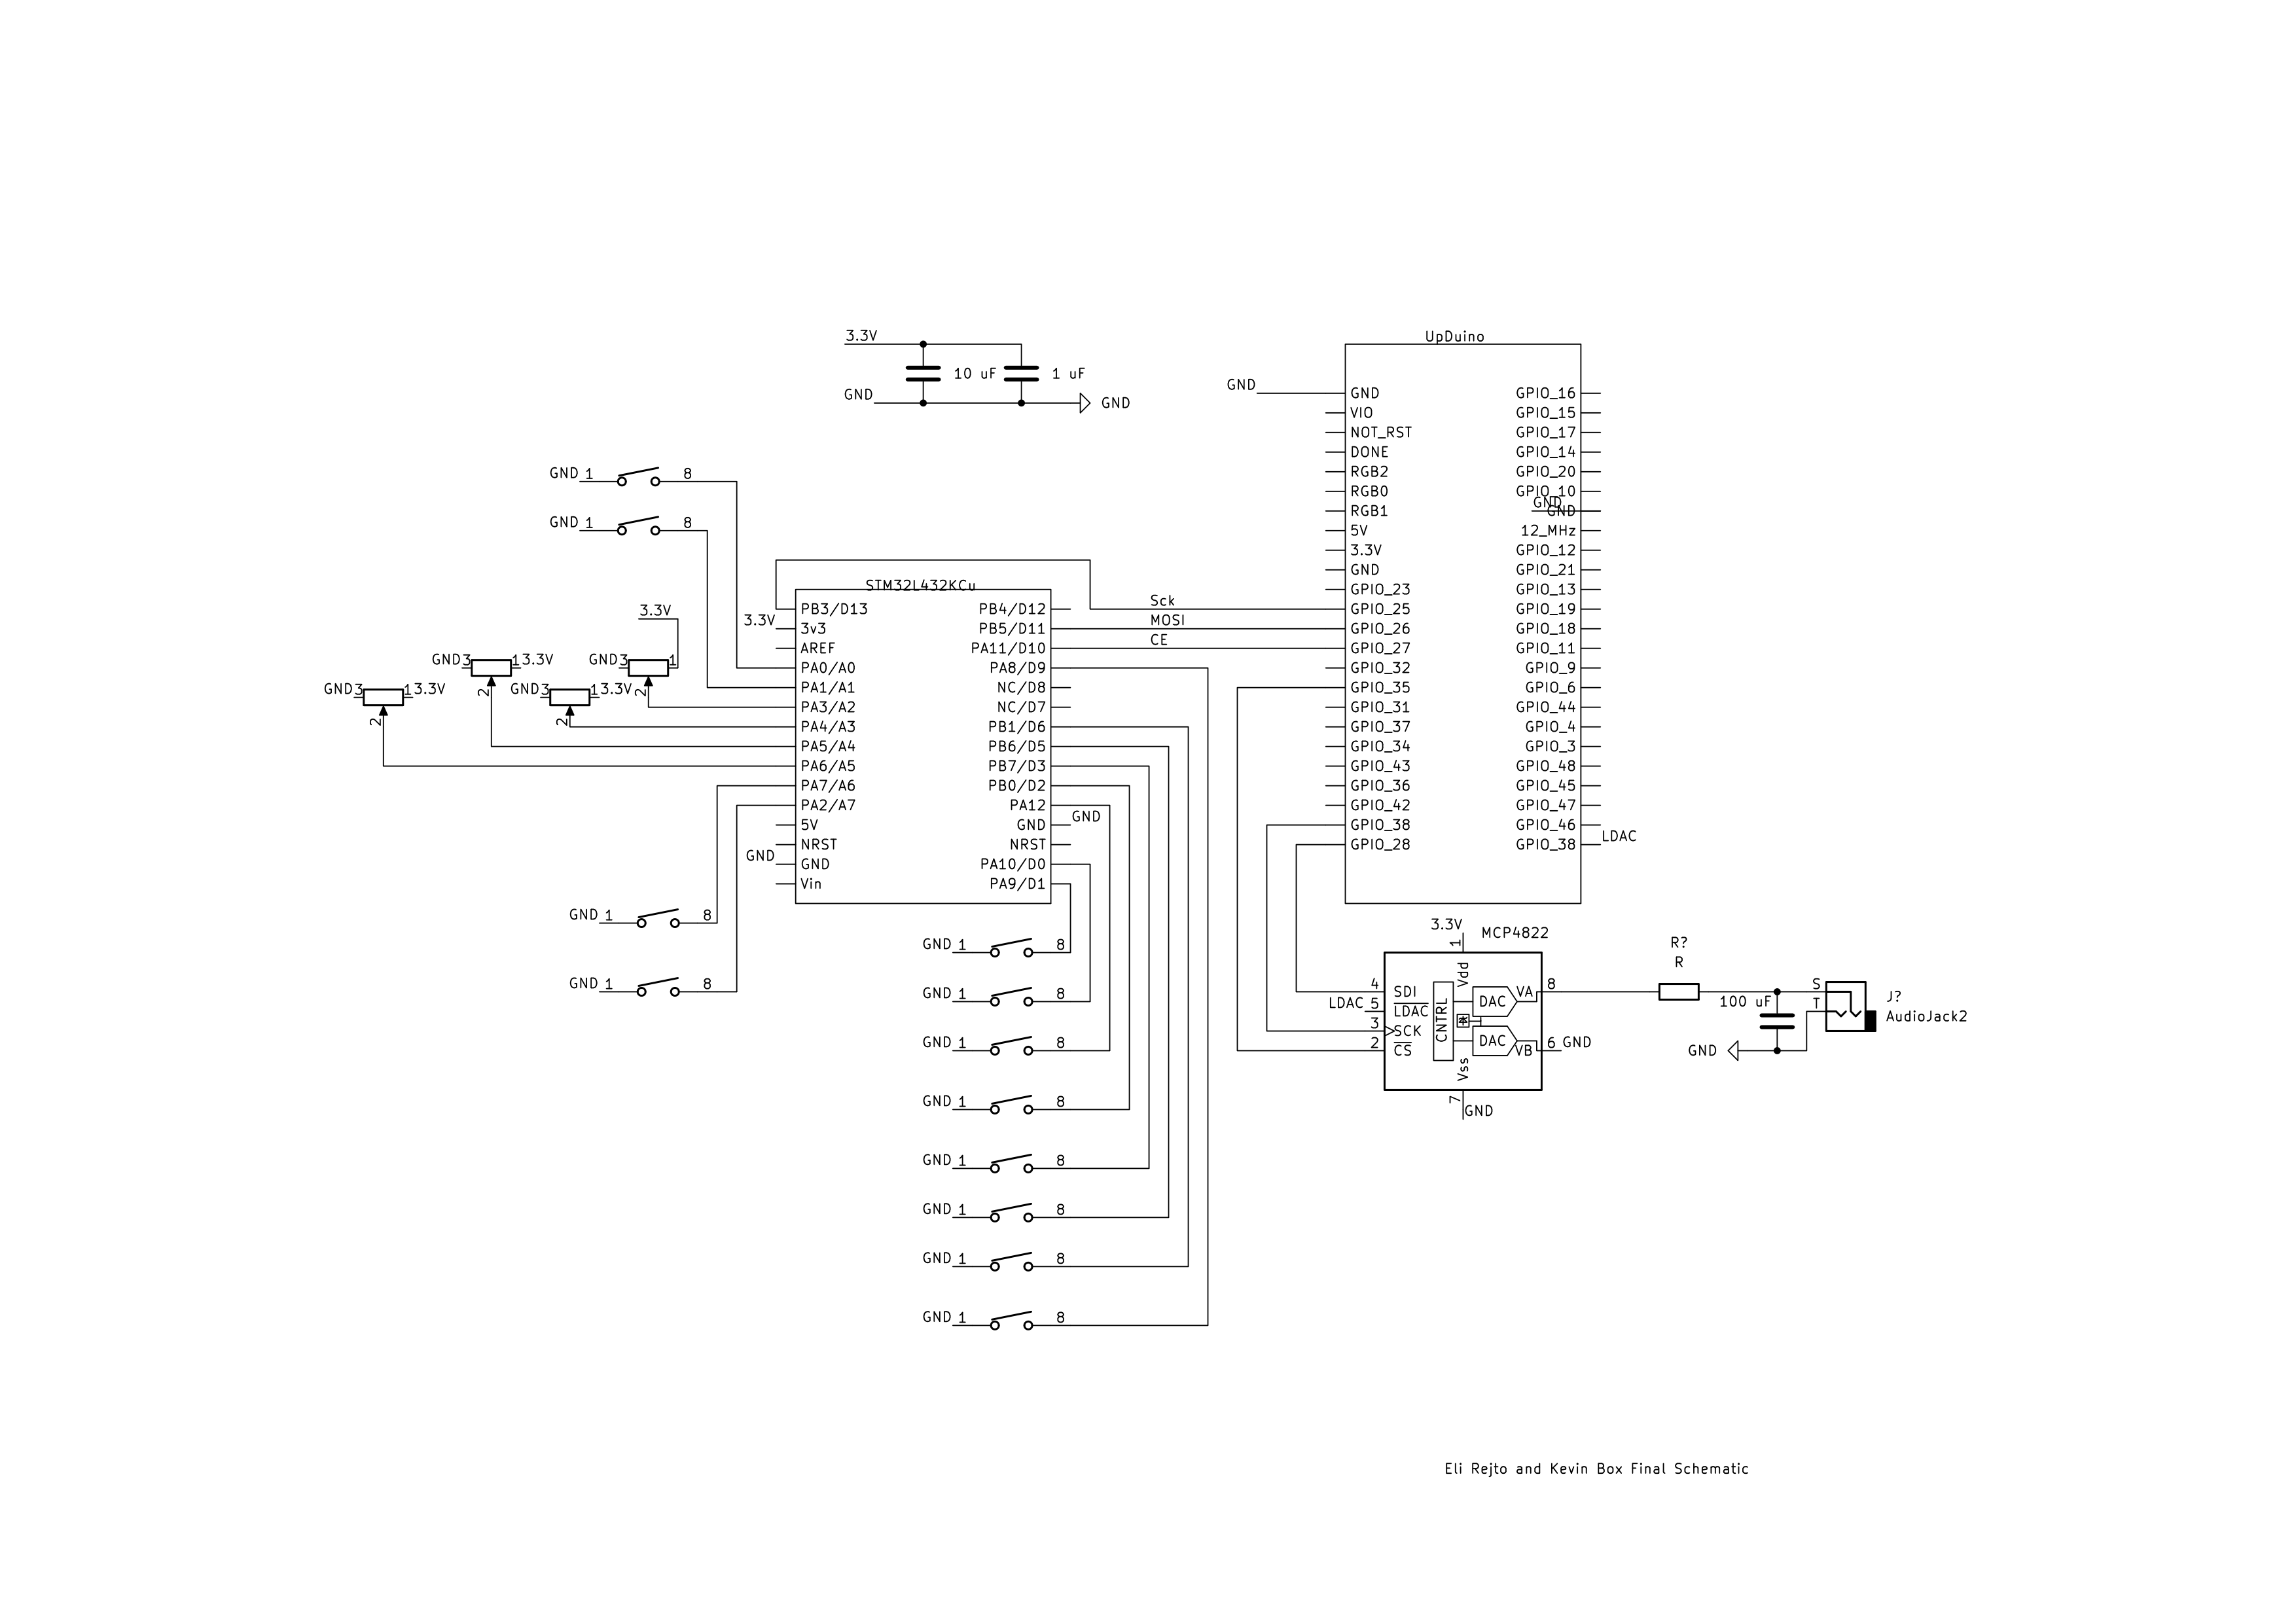 3.3V
10 uF
1 uF
GND
GND
UpDuino
GND
GND
VIO
NOT_RST
DONE
RGB2
RGB0
RGB1
5V
3.3V
GND
GPIO_23
GPIO_25
GPIO_26
GPIO_27
GPIO_32
GPIO_35
GPIO_31
GPIO_37
GPIO_34
GPIO_43
GPIO_36
GPIO_42
GPIO_38
GPIO_28
GPIO_16
GPIO_15
GPIO_17
GPIO_14
GPIO_20
GPIO_10
GND
GND
12_MHz
GPIO_12
GPIO_21
GPIO_13
GPIO_19
GPIO_18
GPIO_11
GPIO_9
GPIO_6
GPIO_44
GPIO_4
GPIO_3
GPIO_48
GPIO_45
GPIO_47
GPIO_46
GPIO_38
LDAC
GND 1 8
GND 1 8
3.3V
GND 3 1 3.3V
2
GND 3 1
2
GND 3 1 3.3V
2
GND 3 1 3.3V
2
STM32L432KCu
3.3V
GND
PB3/D13
3v3
AREF
PA0/A0
PA1/A1
PA3/A2
PA4/A3
PA5/A4
PA6/A5
PA7/A6
PA2/A7
5V
NRST
GND
Vin
PB4/D12
PB5/D11
PA11/D10
PA8/D9
NC/D8
NC/D7
PB1/D6
PB6/D5
PB7/D3
PB0/D2
PA12
GND
NRST
PA10/D0
PA9/D1
GND
Sck
MOSI
CE
GND 1 8
GND 1 8
GND 1 8
GND 1 8
GND 1 8
GND 1 8
GND 1 8
GND 1 8
GND 1 8
GND 1 8
3.3V
1
MCP4822
Vdd
4 SDI
LDAC 5 LDAC
3 SCK
2 CS
CNTRL
DAC
DAC
VA 8
VB 6 GND
Vss
7
GND
R?
R
100 uF
GND
S
T
J?
AudioJack2
Eli Rejto and Kevin Box Final Schematic